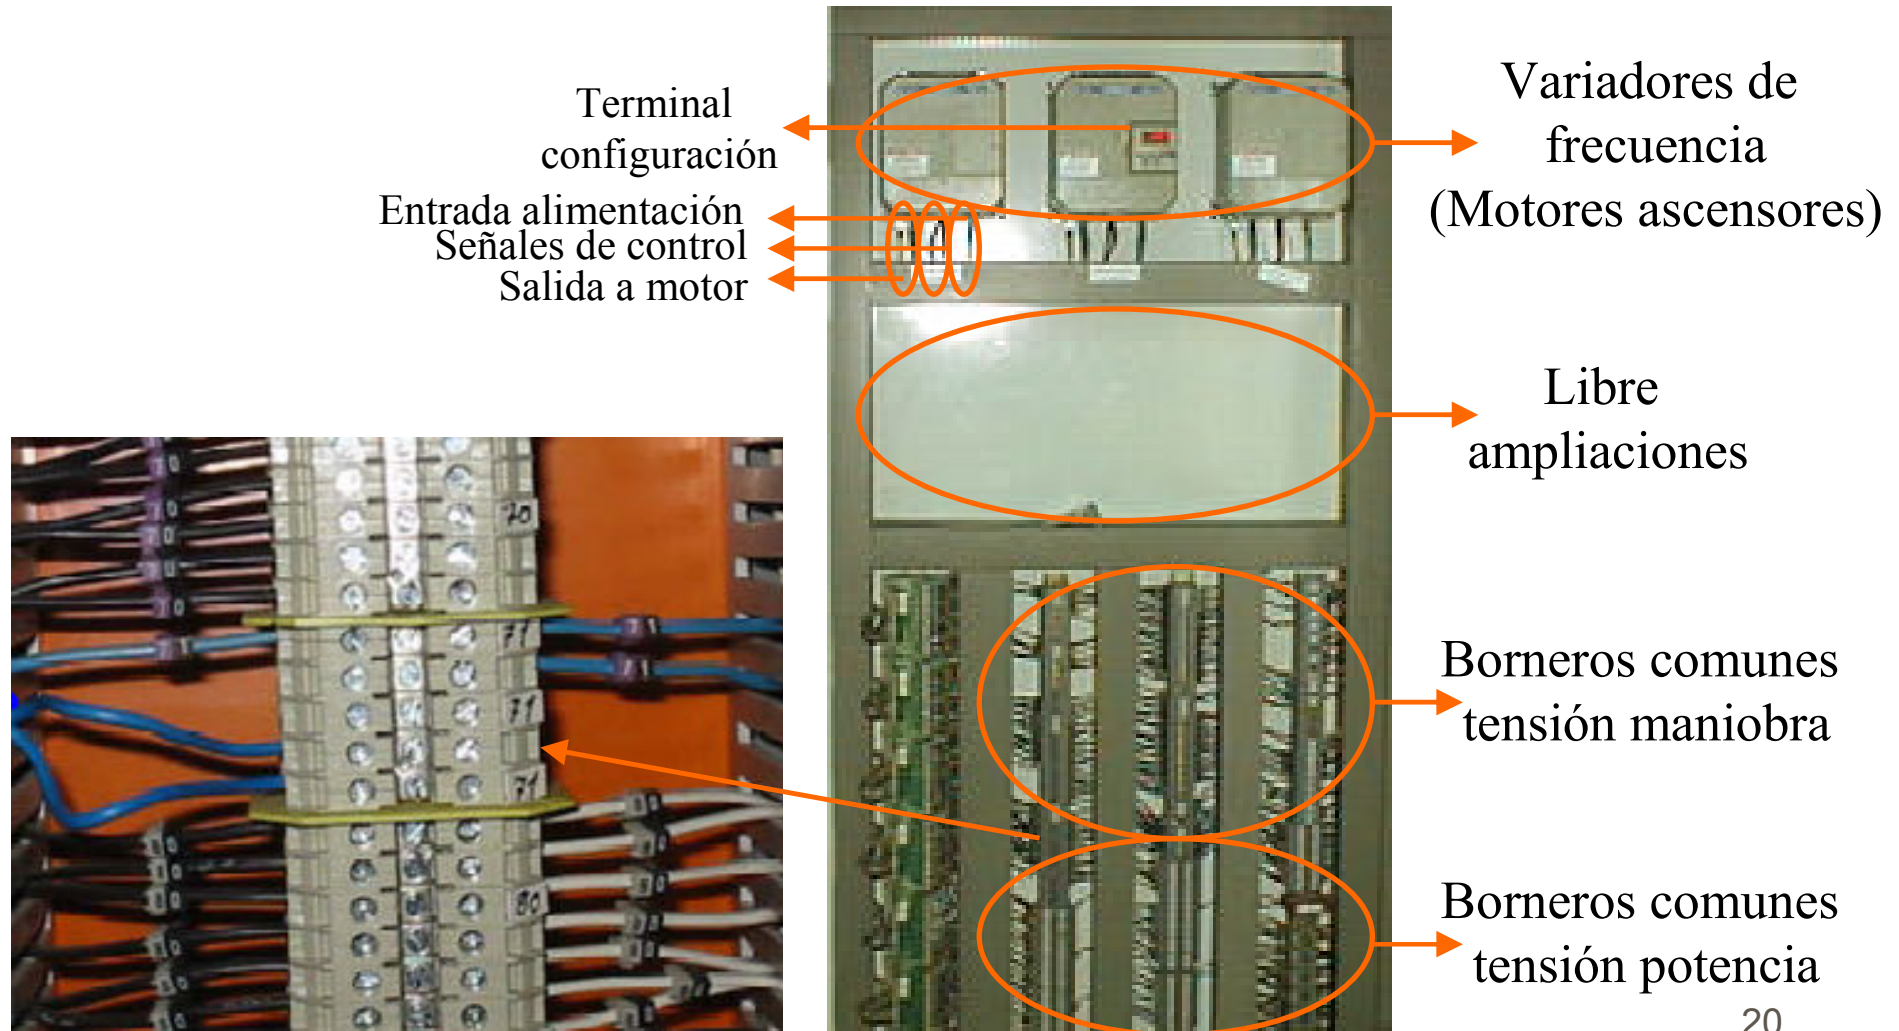 Terminal
configuración
Entrada alimentación
Señales de control
Salida a motor
Variadores de
frecuencia
(Motores ascensores)
Libre
ampliaciones
Borneros comunes
tensión maniobra
Borneros comunes
tensión potencia
70
71
71
71
80
20